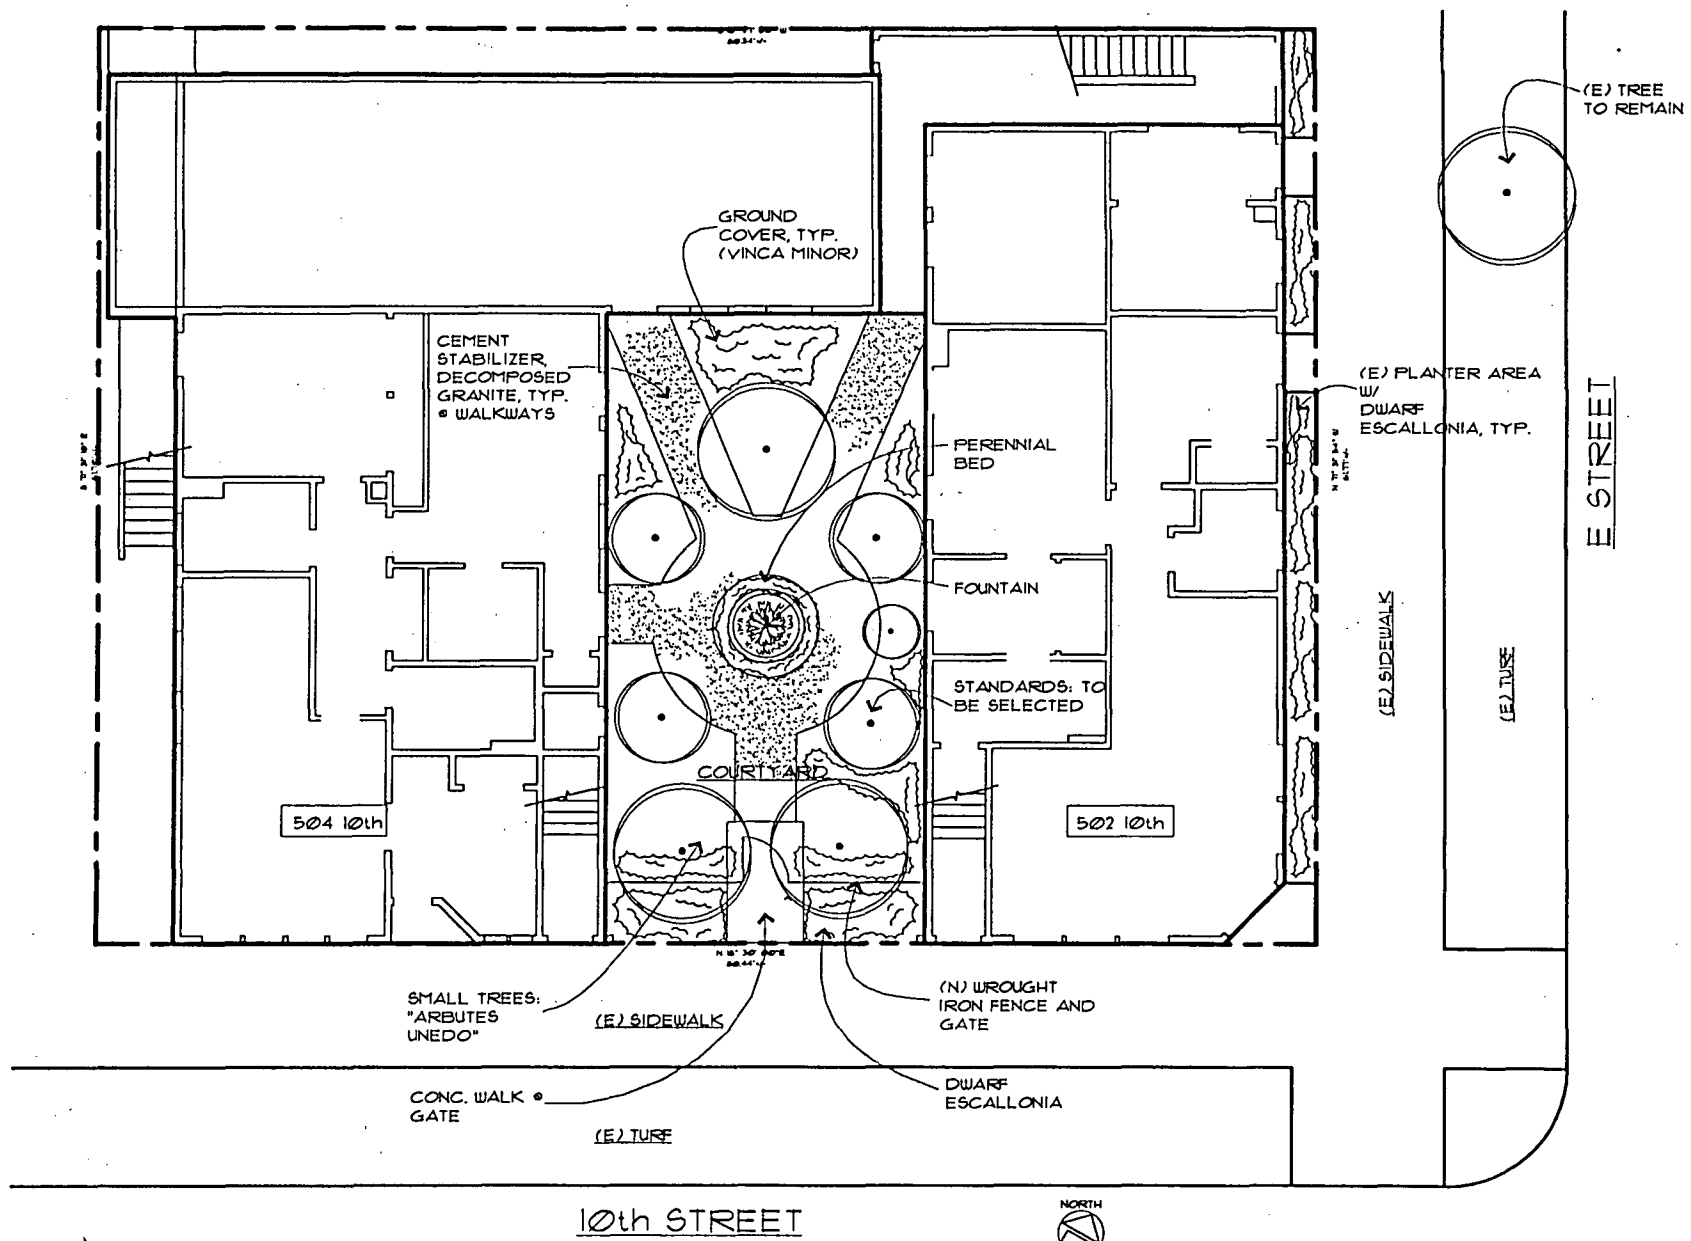 (E) TREE
TO REMAIN
GROUND
COVER, TYP.
(VINCA MINOR)
CEMENT
STABILIZER,
DECOMPOSED
GRANITE, TYP.
@ WALKWAYS
(E) PLANTER AREA
W/
DWARF
ESCALLONIA, TYP.
E STREET
PERENNIAL
BED
FOUNTAIN
(E) SIDEWALK
(E) TURF
STANDARDS: TO
BE SELECTED
COURTYARD
504 10th
502 10th
SMALL TREES:
"ARBUTES
UNEDO"
(E) SIDEWALK
(N) WROUGHT
IRON FENCE AND
GATE
CONC. WALK @
GATE
DWARF
ESCALLONIA
(E) TURF
10th STREET
NORTH